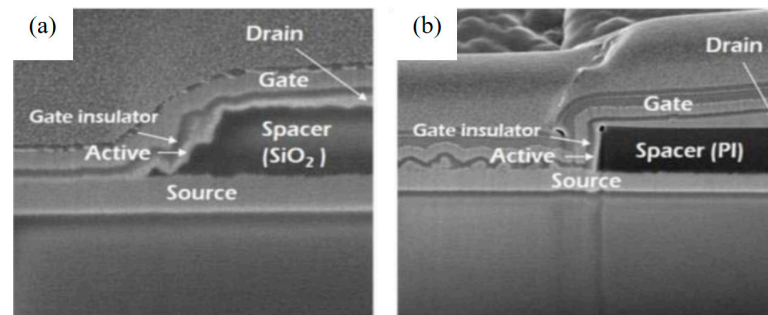 (a)
Drain
Gate
Gate insulator
Spacer
(SiO₂ )
Active
Source
(b)
Drain
Gate
Gate insulator
Active
Spacer (PI)
Source